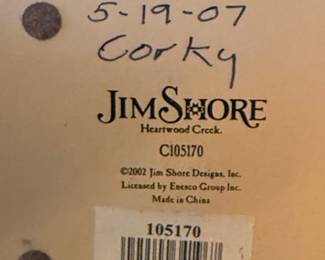 5-19-07
Corky
JIM SHORE
Heartwood Creek.
C105170
©2002 Jim Shore Designs, Inc.
Licensed by Enesco Group Inc.
Made in China
105170